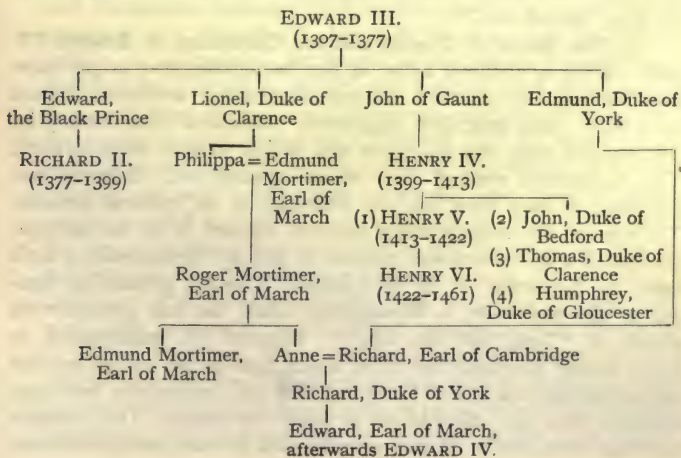 EDWARD III.
(1307–1377)
Edward, Lionel, Duke of John of Gaunt Edmund, Duke of
the Black Prince Clarence York
RICHARD II. Philippa = Edmund HENRY IV.
(1377–1399) Mortimer, (1399–1413)
Earl of
March (1) HENRY V. (2) John, Duke of
(1413–1422) Bedford
(3) Thomas, Duke of
Roger Mortimer, HENRY VI. Clarence
Earl of March (1422–1461) (4) Humphrey,
Duke of Gloucester
Edmund Mortimer, Anne = Richard, Earl of Cambridge
Earl of March
Richard, Duke of York
Edward, Earl of March,
afterwards EDWARD IV.